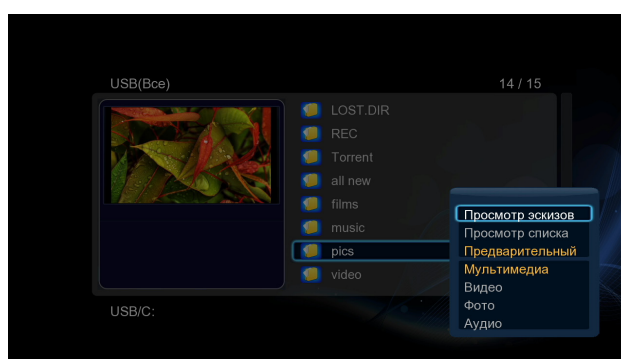 USB(Все)
14 / 15
LOST.DIR
REC
Torrent
all new
films
music
pics
video
Просмотр эскизов
Просмотр списка
Предварительный
Мультимедиа
Видео
Фото
Аудио
USB/C: